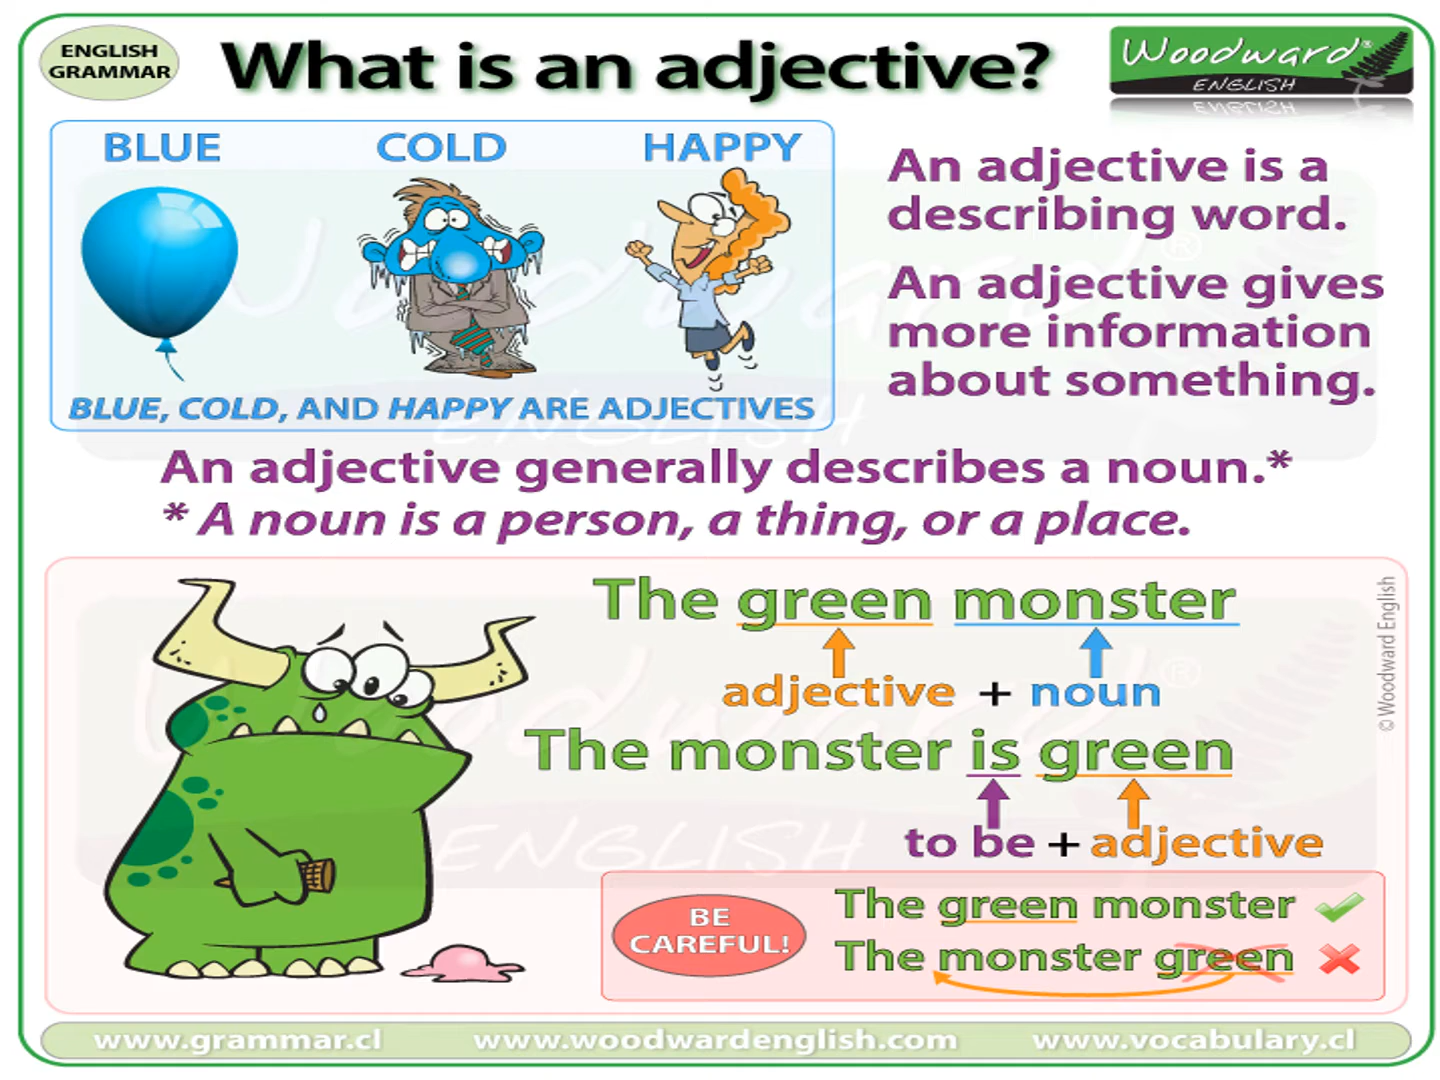 ENGLISH
GRAMMAR
What is an adjective?
Woodward®
ENGLISH
BLUE
COLD
HAPPY
BLUE, COLD, AND HAPPY ARE ADJECTIVES
An adjective is a
describing word.
An adjective gives
more information
about something.
An adjective generally describes a noun.*
* A noun is a person, a thing, or a place.
The green monster
adjective + noun
The monster is green
to be + adjective
© Woodward English
BE
CAREFUL!
The green monster
The monster green
www.grammar.cl
www.woodwardenglish.com
www.vocabulary.cl